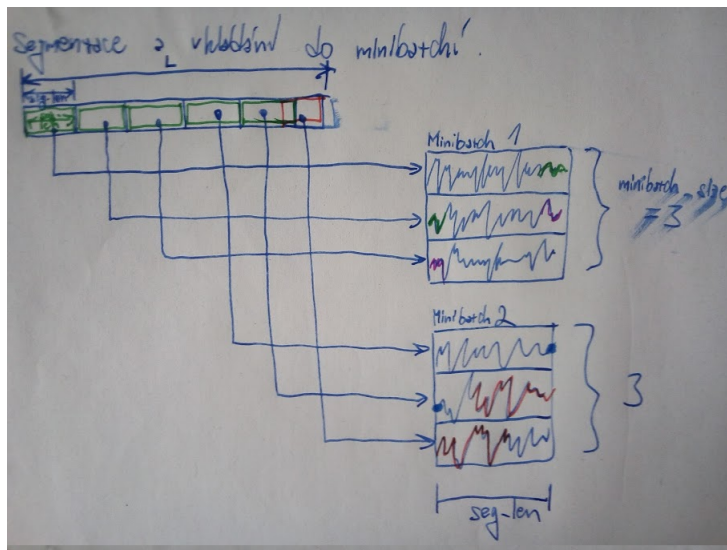 Segmentace a vkládání do minibatchí.
L
seg-len
Minibatch 1
minibatch_size
=3
Minibatch 2
3
seg-len